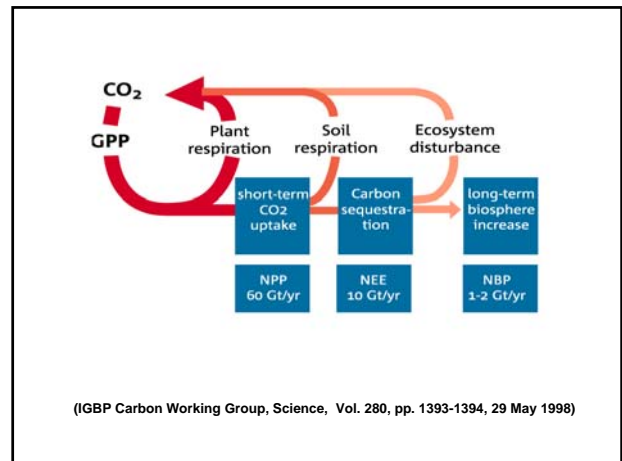 CO₂
GPP
Plant
respiration
Soil
respiration
Ecosystem
disturbance
short-term
CO2
uptake
Carbon
sequestra-
tion
long-term
biosphere
increase
NPP
60 Gt/yr
NEE
10 Gt/yr
NBP
1-2 Gt/yr
(IGBP Carbon Working Group, Science, Vol. 280, pp. 1393-1394, 29 May 1998)